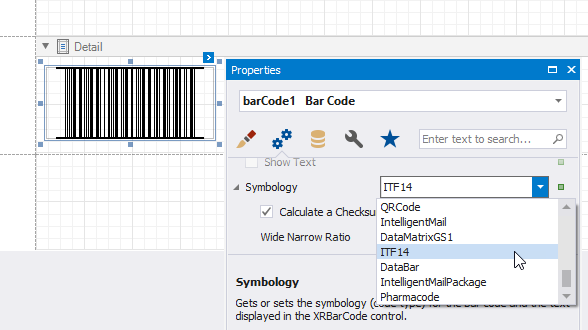 Detail
Properties
barCode1 Bar Code
Enter text to search...
Show Text
Symbology
ITF14
Calculate a Checksu
Wide Narrow Ratio
QRCode
IntelligentMail
DataMatrixGS1
ITF14
DataBar
IntelligentMailPackage
Pharmacode
Symbology
Gets or sets the symbology (code type) for the bar code and the text
displayed in the XRBarCode control.